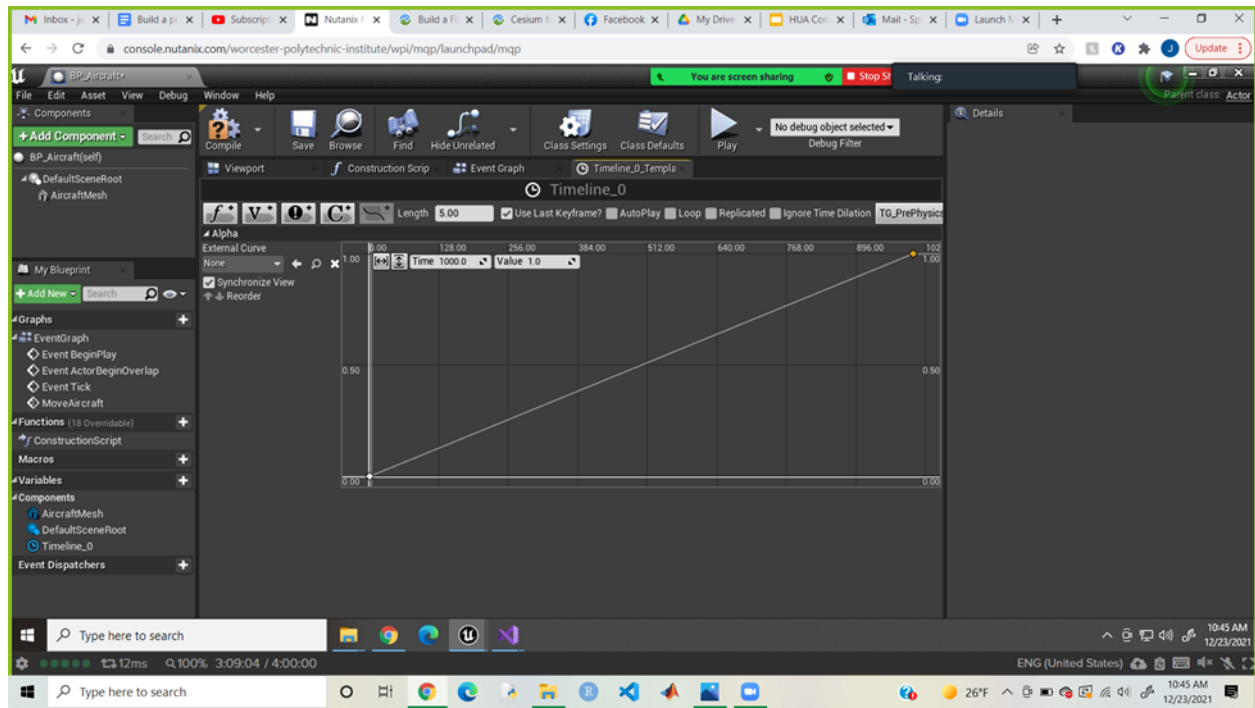 Inbox - ju
Build a pr
Subscript
Nutanix F
Build a Fl
Cesium f
Facebook
My Drive
HUA Con
Mail - Sp
Launch M
console.nutanix.com/worcester-polytechnic-institute/wpi/mqp/launchpad/mqp
Update
BP_Aircraft
You are screen sharing
Stop Sh
Talking:
File Edit Asset View Debug Window Help
Parent class: Actor
Components
Details
+Add Component
Search
BP_Aircraft(self)
DefaultSceneRoot
AircraftMesh
Compile
Save
Browse
Find
Hide Unrelated
Class Settings
Class Defaults
Play
No debug object selected
Debug Filter
Viewport
Construction Scrip
Event Graph
Timeline_0_Templa
Timeline_0
Length 5.00 Use Last Keyframe? AutoPlay Loop Replicated Ignore Time Dilation TG_PrePhysics
Alpha
External Curve
None
Synchronize View
Reorder
0.00 128.00 256.00 384.00 512.00 640.00 768.00 896.00 102
1.00 Time 1000.0 Value 1.0 1.00
0.50 0.50
0.00 0.00
My Blueprint
+Add New
Search
Graphs
EventGraph
Event BeginPlay
Event ActorBeginOverlap
Event Tick
MoveAircraft
Functions (18 Overridable)
ConstructionScript
Macros
Variables
Components
AircraftMesh
DefaultSceneRoot
Timeline_0
Event Dispatchers
Type here to search
10:45 AM
12/23/2021
12ms 100% 3:09:04 / 4:00:00
ENG (United States)
Type here to search
26°F
10:45 AM
12/23/2021